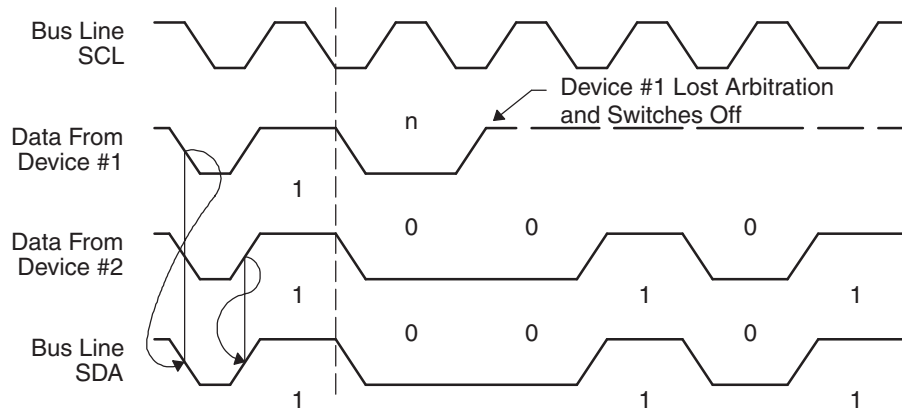 Bus Line
SCL
Device #1 Lost Arbitration
and Switches Off
n
Data From
Device #1
1
0 0 0
Data From
Device #2
1 1 1
0 0 0
Bus Line
SDA
1 1 1